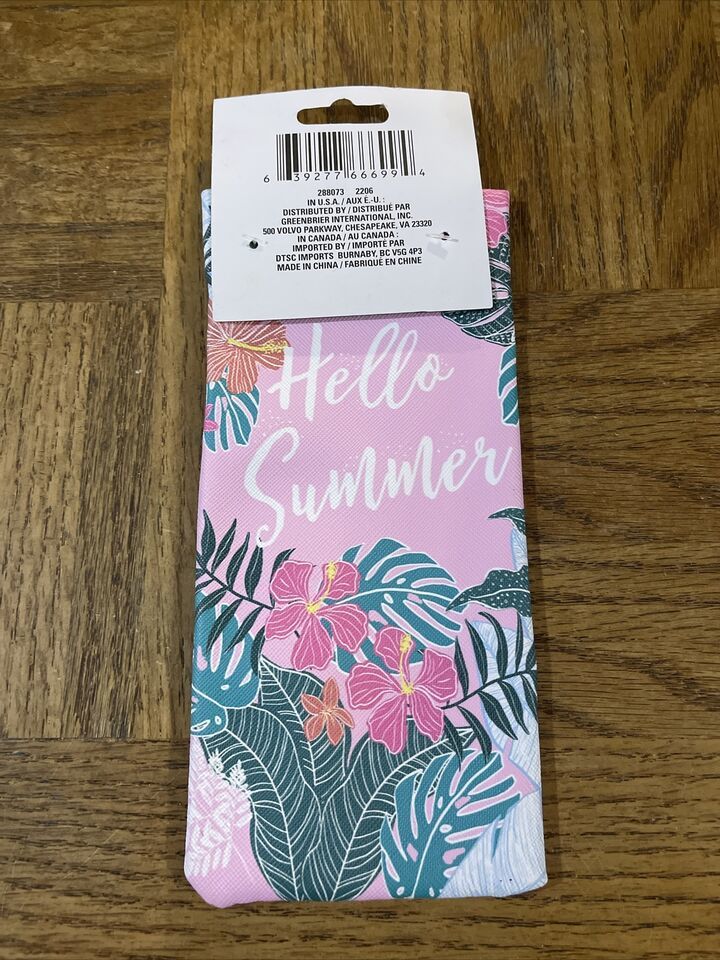 6 39277 66699 4
288073 2206
IN U.S.A. / AUX É.-U. :
DISTRIBUTED BY / DISTRIBUÉ PAR
GREENBRIER INTERNATIONAL, INC.
500 VOLVO PARKWAY, CHESAPEAKE, VA 23320
IN CANADA / AU CANADA :
IMPORTED BY / IMPORTÉ PAR
DTSC IMPORTS BURNABY, BC V5G 4P3
MADE IN CHINA / FABRIQUÉ EN CHINE
Hello
Summer